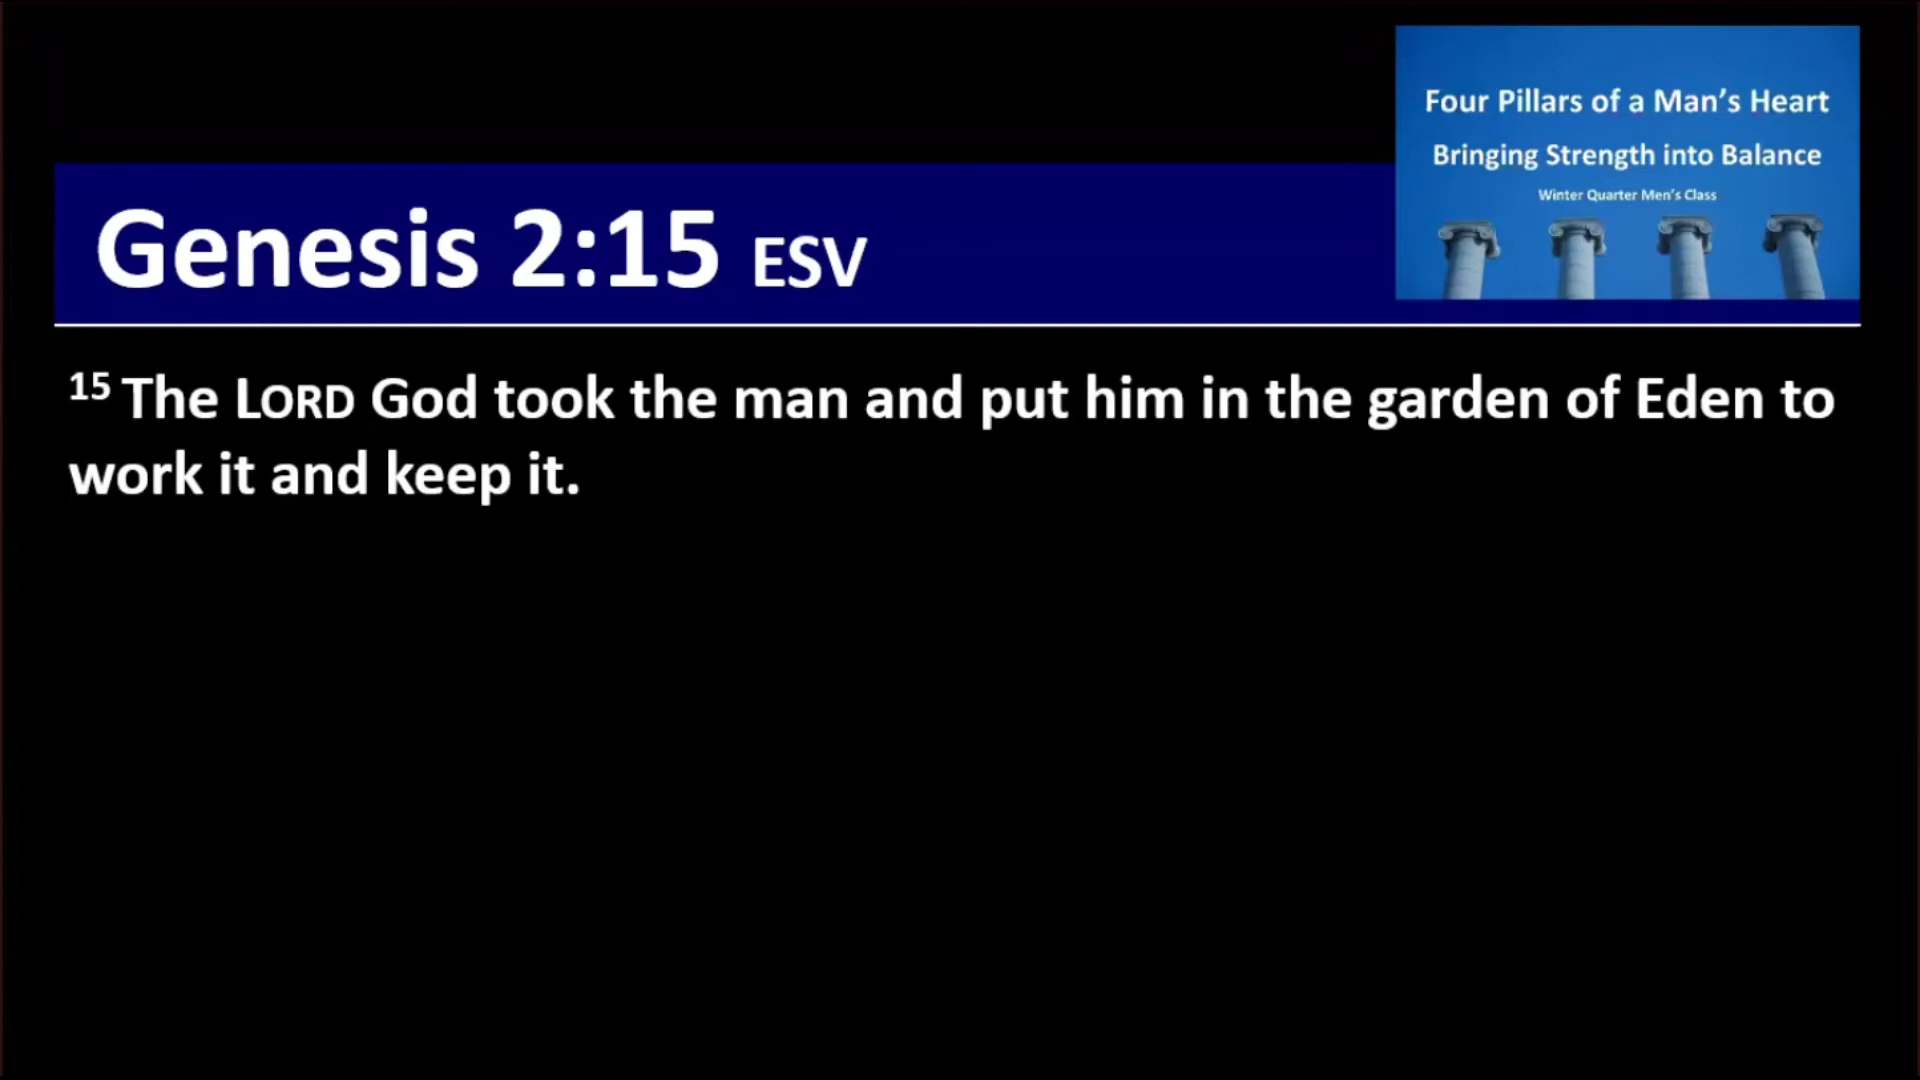 Four Pillars of a Man's Heart
Bringing Strength into Balance
Winter Quarter Men's Class
Genesis 2:15 ESV
15 The LORD God took the man and put him in the garden of Eden to
work it and keep it.